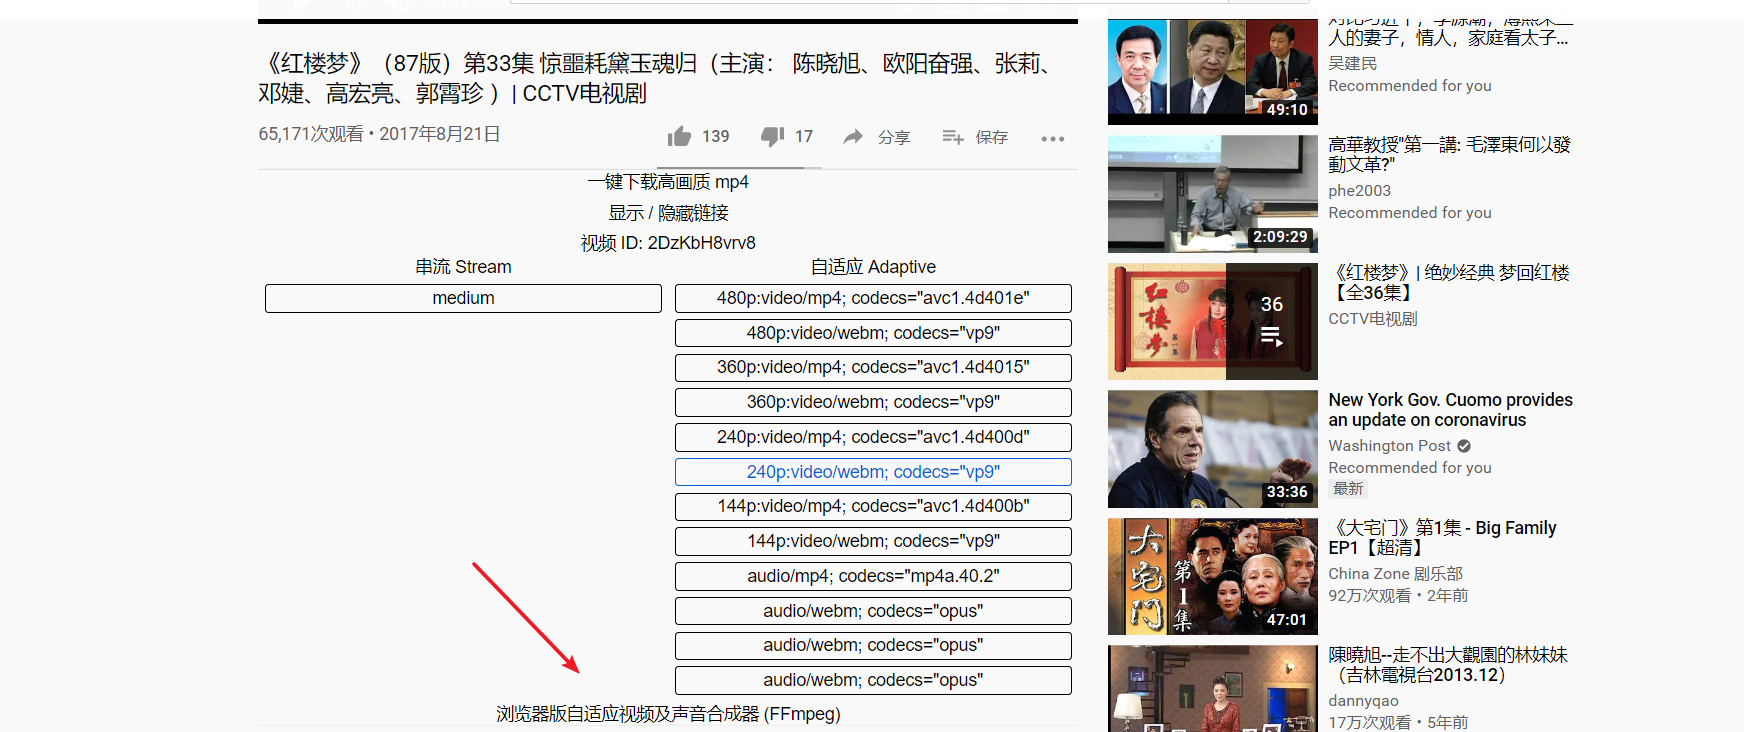 《红楼梦》（87版）第33集 惊噩耗黛玉魂归（主演： 陈晓旭、欧阳奋强、张莉、
邓婕、高宏亮、郭霄珍 ）| CCTV电视剧
65,171次观看 • 2017年8月21日
139
17
分享
保存
一键下载高画质 mp4
显示 / 隐藏链接
视频 ID: 2DzKbH8vrv8
串流 Stream
medium
自适应 Adaptive
480p:video/mp4; codecs="avc1.4d401e"
480p:video/webm; codecs="vp9"
360p:video/mp4; codecs="avc1.4d4015"
360p:video/webm; codecs="vp9"
240p:video/mp4; codecs="avc1.4d400d"
240p:video/webm; codecs="vp9"
144p:video/mp4; codecs="avc1.4d400b"
144p:video/webm; codecs="vp9"
audio/mp4; codecs="mp4a.40.2"
audio/webm; codecs="opus"
audio/webm; codecs="opus"
audio/webm; codecs="opus"
浏览器版自适应视频及声音合成器 (FFmpeg)
人的妻子，情人，家庭看太子...
吴建民
Recommended for you
49:10
高華教授"第一講: 毛澤東何以發
動文革?"
phe2003
Recommended for you
2:09:29
《红楼梦》| 绝妙经典 梦回红楼
【全36集】
CCTV电视剧
红楼梦
第一集
36
New York Gov. Cuomo provides
an update on coronavirus
Washington Post
Recommended for you
最新
33:36
《大宅门》第1集 - Big Family
EP1【超清】
China Zone 剧乐部
92万次观看 • 2年前
大宅门
第1集
47:01
陳曉旭--走不出大觀園的林妹妹
（吉林電視台2013.12）
dannyqao
17万次观看 • 5年前